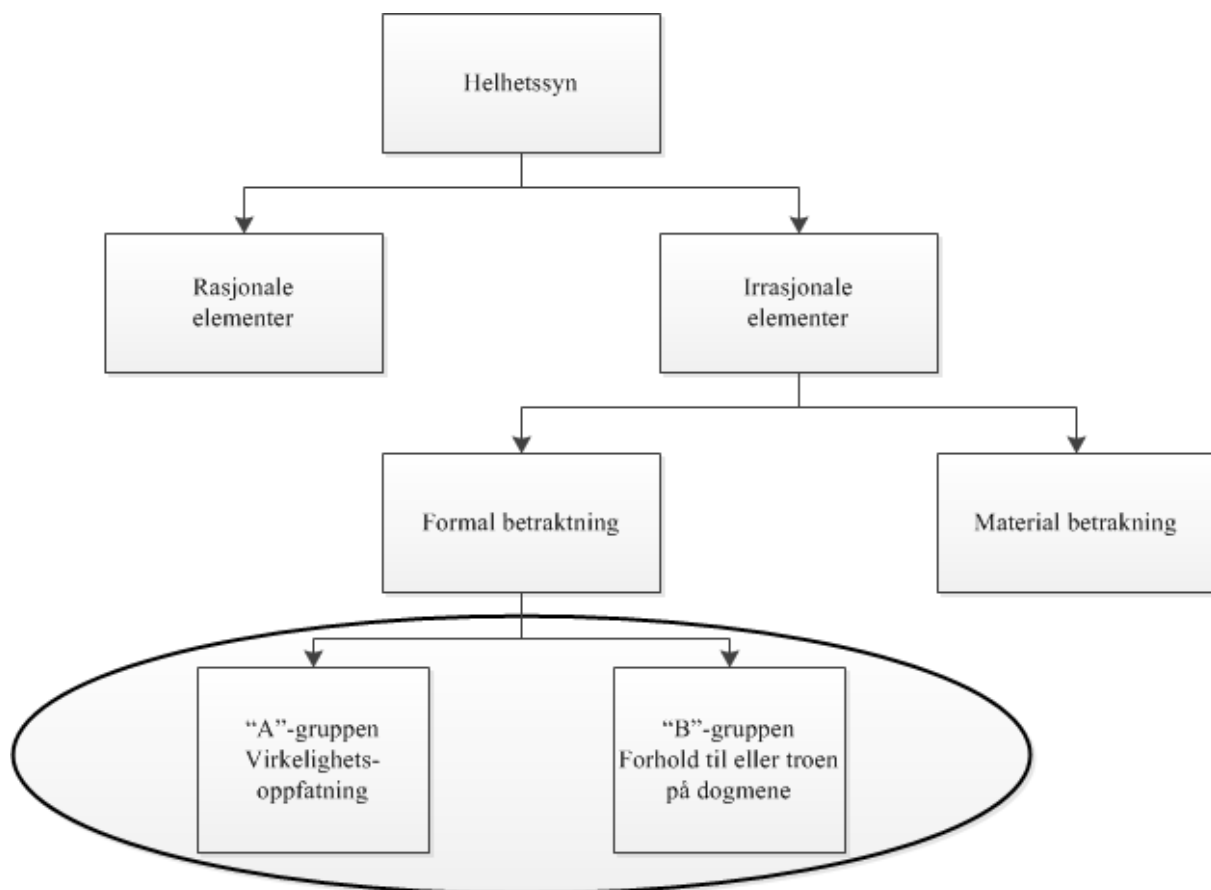 Helhetssyn
Rasjonale
elementer
Irrasjonale
elementer
Formal betraktning
Material betrakning
“A”-gruppen
Virkelighets-
oppfatning
“B”-gruppen
Forhold til eller troen
på dogmene